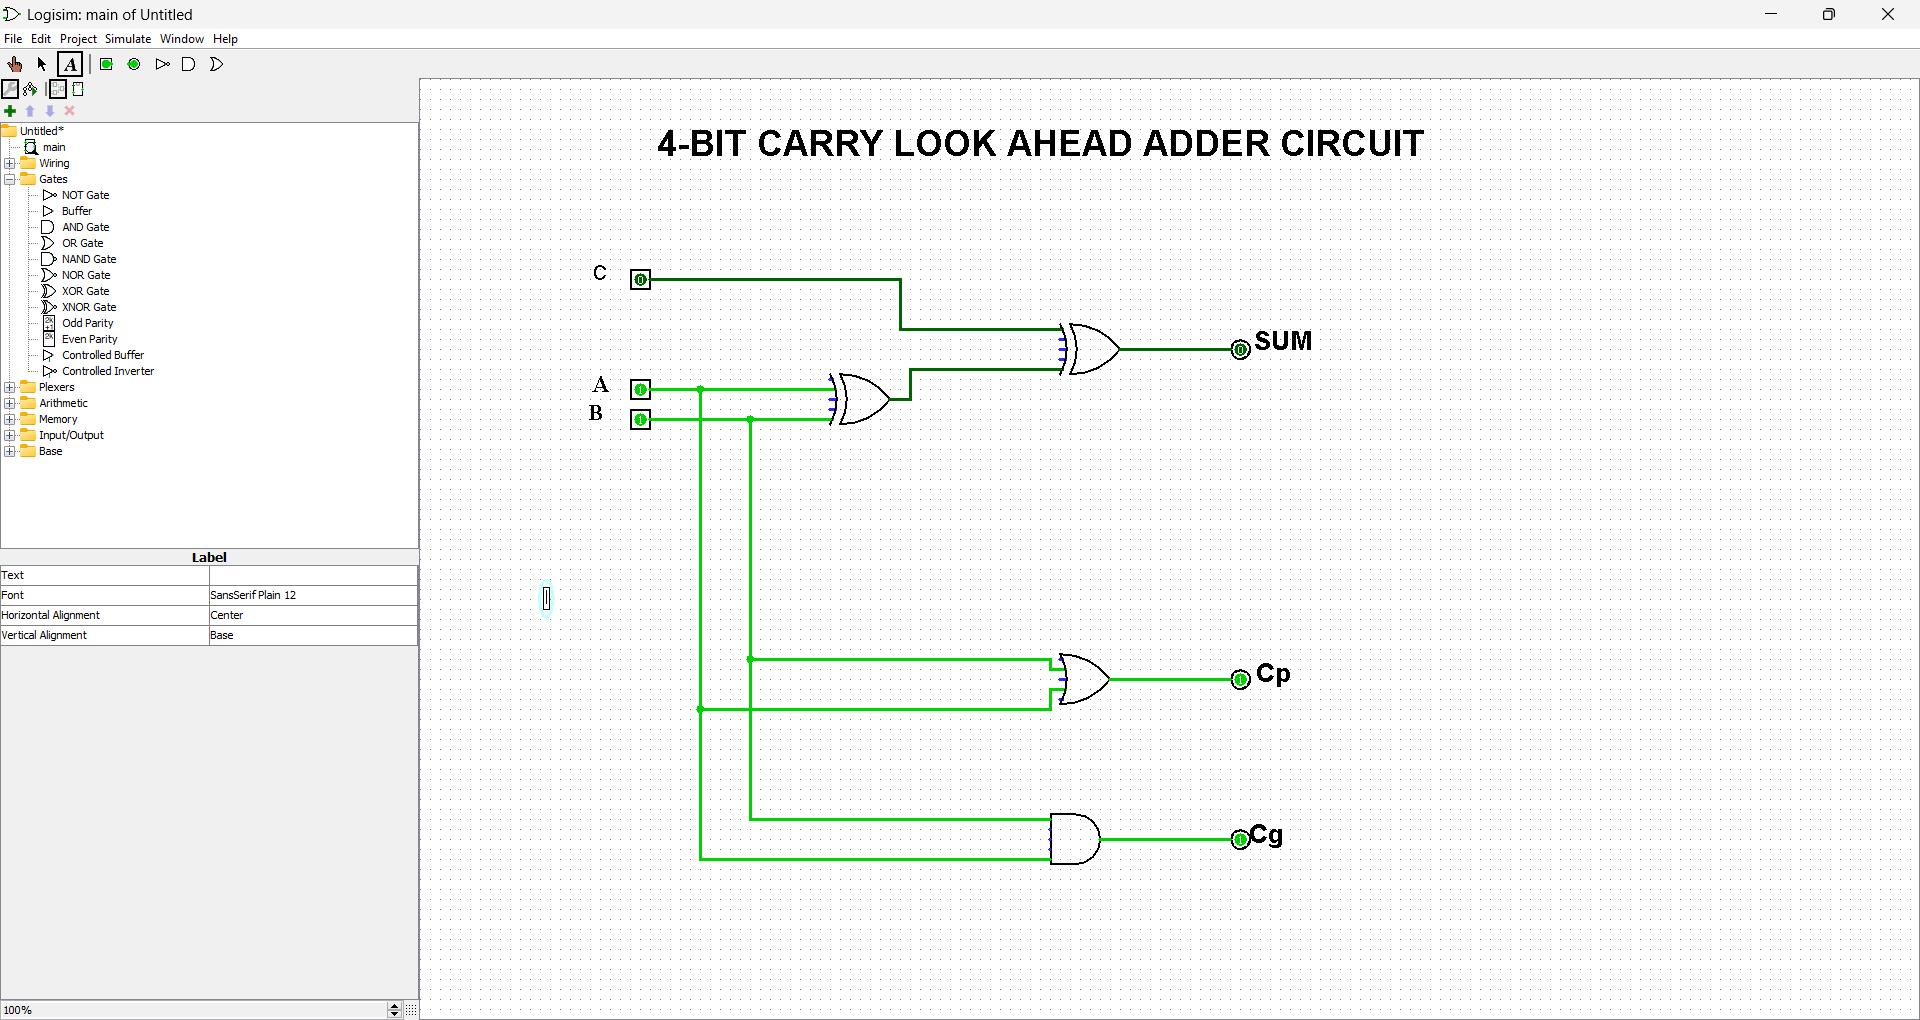 Logisim: main of Untitled
File Edit Project Simulate Window Help
A
Untitled*
main
Wiring
Gates
NOT Gate
Buffer
AND Gate
OR Gate
NAND Gate
NOR Gate
XOR Gate
XNOR Gate
Odd Parity
Even Parity
Controlled Buffer
Controlled Inverter
Plexers
Arithmetic
Memory
Input/Output
Base
Label
Text
Font SansSerif Plain 12
Horizontal Alignment Center
Vertical Alignment Base
100%
4-BIT CARRY LOOK AHEAD ADDER CIRCUIT
C 0
0 SUM
A 1
B 1
1 Cp
1 Cg